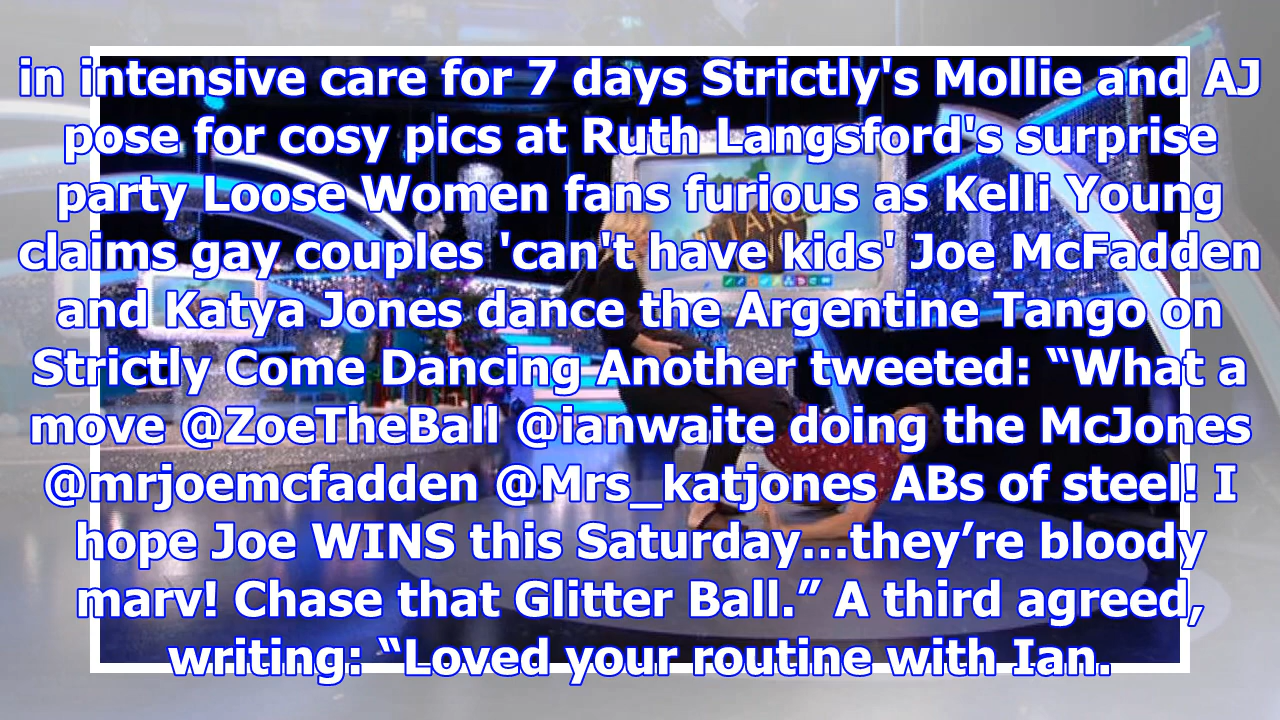 in intensive care for 7 days Strictly's Mollie and AJ
pose for cosy pics at Ruth Langsford's surprise
party Loose Women fans furious as Kelli Young
claims gay couples 'can't have kids' Joe McFadden
and Katya Jones dance the Argentine Tango on
Strictly Come Dancing Another tweeted: “What a
move @ZoeTheBall @ianwaite doing the McJones
@mrjoemcfadden @Mrs_katjones ABs of steel! I
hope Joe WINS this Saturday…they’re bloody
marv! Chase that Glitter Ball.” A third agreed,
writing: “Loved your routine with Ian.